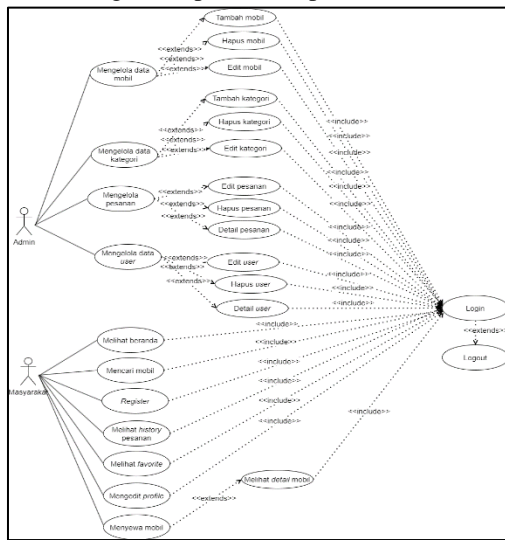 Tambah mobil
<<extends>>
Hapus mobil
<<extends>>
<<extends>>
Edit mobil
Mengelola data
mobil
<<include>>
Tambah kategori
<<include>>
<<extends>>
Hapus kategori
<<extends>>
<<include>>
<<extends>>
Edit kategori
Mengelola data
kategori
<<include>>
Mengelola
pesanan
<<extends>>
Edit pesanan
<<include>>
<<extends>>
Hapus pesanan
<<include>>
<<extends>>
Detail pesanan
<<include>>
Admin
Mengelola data
user
<<extends>>
Edit user
<<include>>
<<extends>>
<<include>>
<<extends>>
Hapus user
<<include>>
Detail user
<<include>>
Login
<<extends>>
Logout
Melihat beranda
<<include>>
Mencari mobil
<<include>>
Masyarakat
Register
<<include>>
Melihat history
pesanan
<<include>>
Melihat favorite
<<include>>
<<include>>
Mengedit profile
Melihat detail mobil
<<extends>>
Menyewa mobil